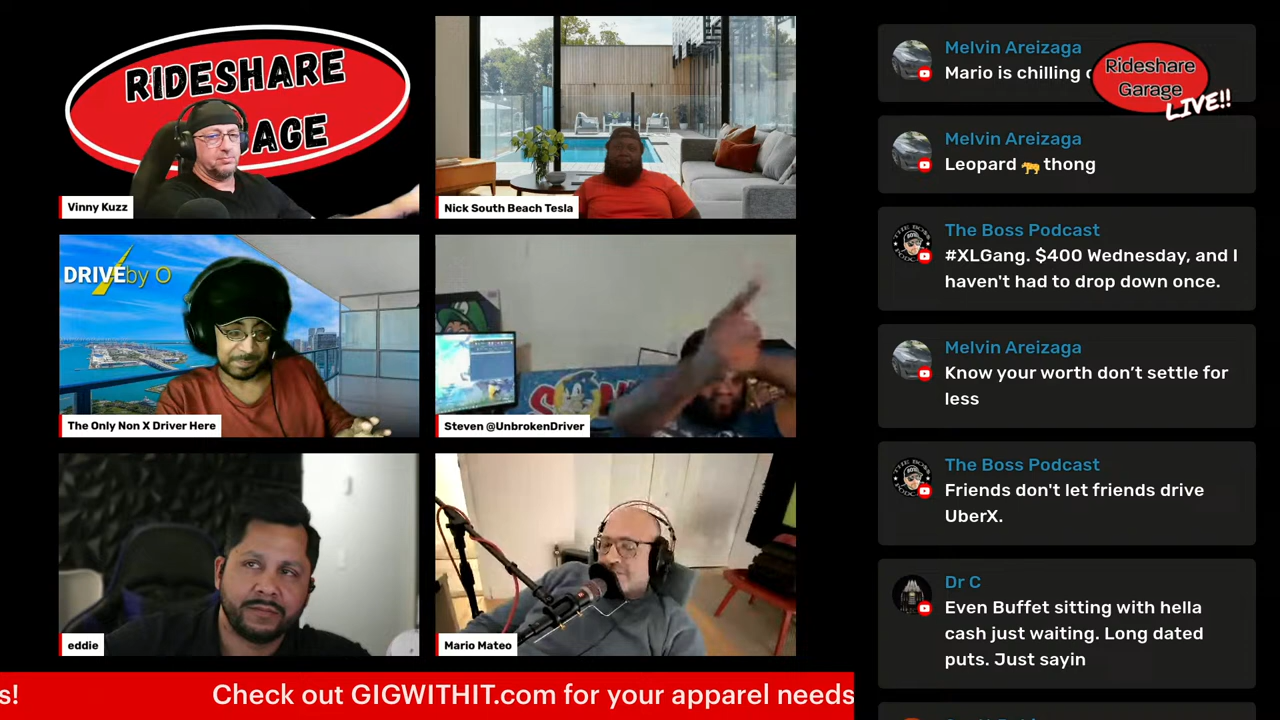 RIDESHARE
AGE
Vinny Kuzz
Nick South Beach Tesla
DRIVE by O
The Only Non X Driver Here
Steven @UnbrokenDriver
eddie
Mario Mateo
s!
Check out GIGWITHIT.com for your apparel needs
Melvin Areizaga
Mario is chilling
Rideshare
Garage
LIVE!!
Melvin Areizaga
Leopard 🐆 thong
The Boss Podcast
#XLGang. $400 Wednesday, and I
haven't had to drop down once.
Melvin Areizaga
Know your worth don’t settle for
less
The Boss Podcast
Friends don't let friends drive
UberX.
Dr C
Even Buffet sitting with hella
cash just waiting. Long dated
puts. Just sayin